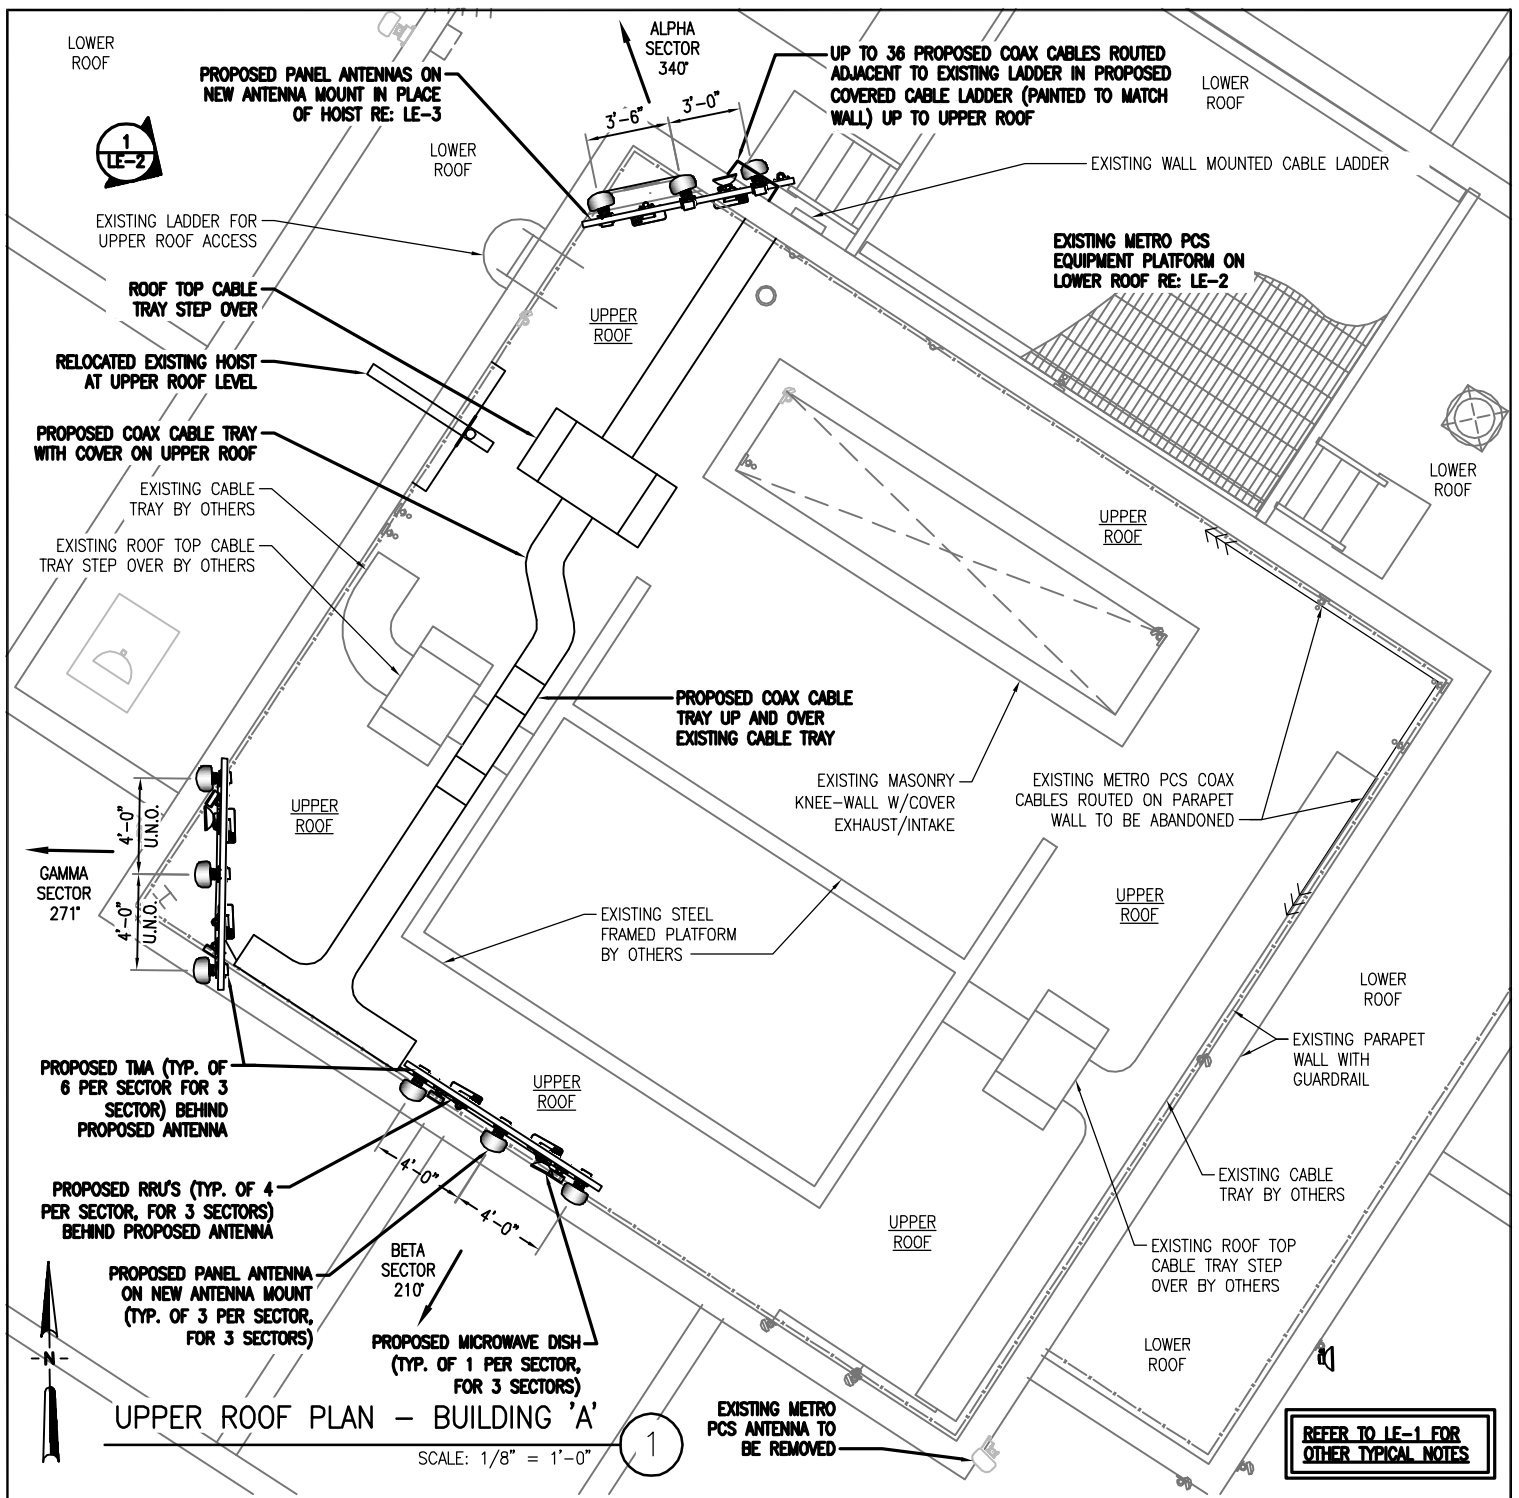 LOWER
ROOF
PROPOSED PANEL ANTENNAS ON
NEW ANTENNA MOUNT IN PLACE
OF HOIST RE: LE-3
ALPHA
SECTOR
340°
3'-6"
3'-0"
UP TO 36 PROPOSED COAX CABLES ROUTED
ADJACENT TO EXISTING LADDER IN PROPOSED
COVERED CABLE LADDER (PAINTED TO MATCH
WALL) UP TO UPPER ROOF
LOWER
ROOF
1
LE-2
LOWER
ROOF
EXISTING WALL MOUNTED CABLE LADDER
EXISTING LADDER FOR
UPPER ROOF ACCESS
EXISTING METRO PCS
EQUIPMENT PLATFORM ON
LOWER ROOF RE: LE-2
ROOF TOP CABLE
TRAY STEP OVER
UPPER
ROOF
RELOCATED EXISTING HOIST
AT UPPER ROOF LEVEL
PROPOSED COAX CABLE TRAY
WITH COVER ON UPPER ROOF
LOWER
ROOF
EXISTING CABLE
TRAY BY OTHERS
UPPER
ROOF
EXISTING ROOF TOP CABLE
TRAY STEP OVER BY OTHERS
PROPOSED COAX CABLE
TRAY UP AND OVER
EXISTING CABLE TRAY
EXISTING MASONRY
KNEE-WALL W/COVER
EXHAUST/INTAKE
EXISTING METRO PCS COAX
CABLES ROUTED ON PARAPET
WALL TO BE ABANDONED
UPPER
ROOF
4'-0"
U.N.O.
GAMMA
SECTOR
271°
4'-0"
U.N.O.
UPPER
ROOF
EXISTING STEEL
FRAMED PLATFORM
BY OTHERS
LOWER
ROOF
EXISTING PARAPET
WALL WITH
GUARDRAIL
PROPOSED TMA (TYP. OF
6 PER SECTOR FOR 3
SECTOR) BEHIND
PROPOSED ANTENNA
UPPER
ROOF
4'-0"
4'-0"
PROPOSED RRU'S (TYP. OF 4
PER SECTOR, FOR 3 SECTORS)
BEHIND PROPOSED ANTENNA
EXISTING CABLE
TRAY BY OTHERS
UPPER
ROOF
BETA
SECTOR
210°
EXISTING ROOF TOP
CABLE TRAY STEP
OVER BY OTHERS
PROPOSED PANEL ANTENNA
ON NEW ANTENNA MOUNT
(TYP. OF 3 PER SECTOR,
FOR 3 SECTORS)
PROPOSED MICROWAVE DISH
(TYP. OF 1 PER SECTOR,
FOR 3 SECTORS)
LOWER
ROOF
N
UPPER ROOF PLAN - BUILDING 'A'
SCALE: 1/8" = 1'-0"
1
EXISTING METRO
PCS ANTENNA TO
BE REMOVED
REFER TO LE-1 FOR
OTHER TYPICAL NOTES